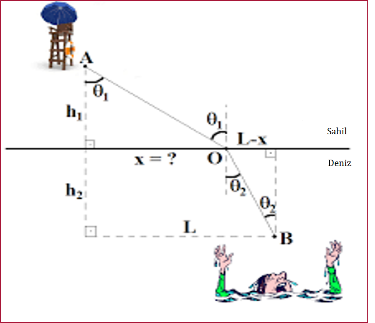 A
θ₁
h₁
θ₁
L-x
Sahil
x = ?
O
Deniz
h₂
θ₂
θ₂
L
B